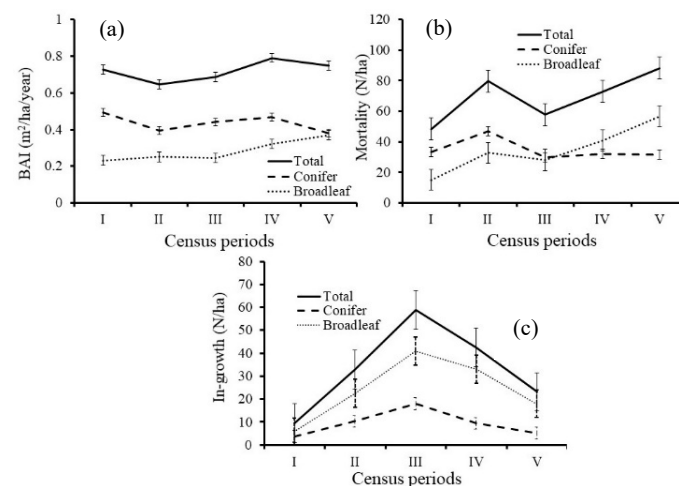 (a)
BAI (m²/ha/year)
1
0.8
0.6
0.4
0.2
0
Total
Conifer
Broadleaf
I II III IV V
Census periods
(b)
Mortality (N/ha)
120
100
80
60
40
20
0
Total
Conifer
Broadleaf
I II III IV V
Census periods
(c)
In-growth (N/ha)
80
70
60
50
40
30
20
10
0
Total
Conifer
Broadleaf
I II III IV V
Census periods